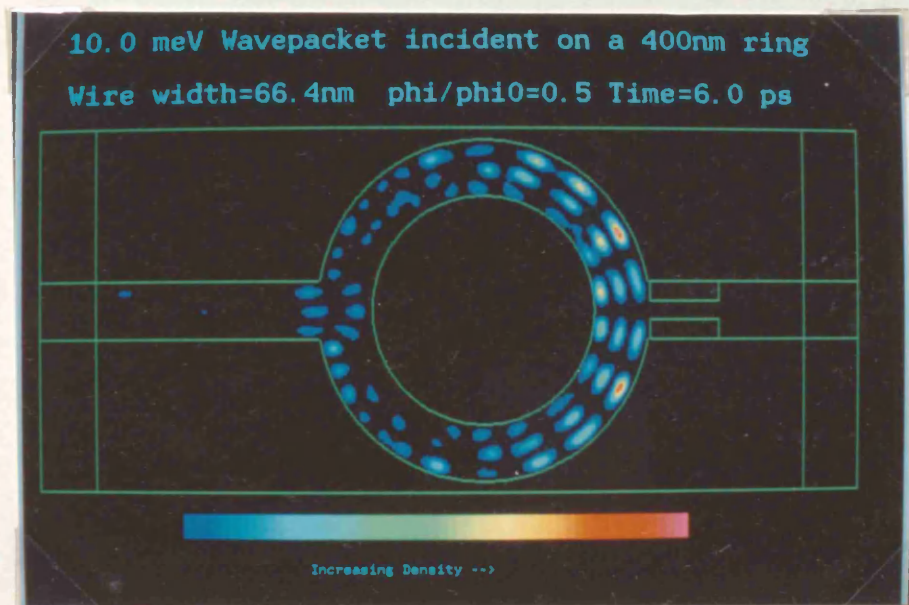 10.0 meV Wavepacket incident on a 400nm ring
Wire width=66.4nm phi/phi0=0.5 Time=6.0 ps
Increasing Density -->